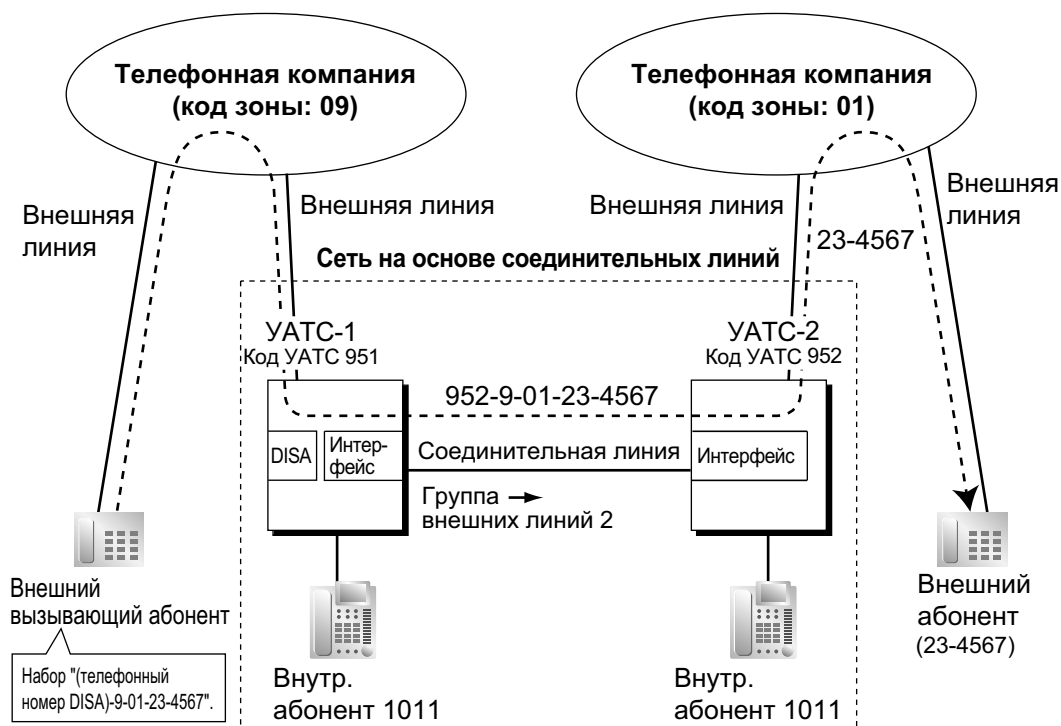 Телефонная компания
(код зоны: 09)
Телефонная компания
(код зоны: 01)
Внешняя
линия
Внешняя линия
Внешняя линия
Внешняя
линия
23-4567
Сеть на основе соединительных линий
УАТС-1
Код УАТС 951
УАТС-2
Код УАТС 952
952-9-01-23-4567
DISA
Интер-
фейс
Соединительная линия
Интерфейс
Группа
внешних линий 2
Внешний
вызывающий абонент
Набор "(телефонный
номер DISA)-9-01-23-4567".
Внутр.
абонент 1011
Внутр.
абонент 1011
Внешний
абонент
(23-4567)